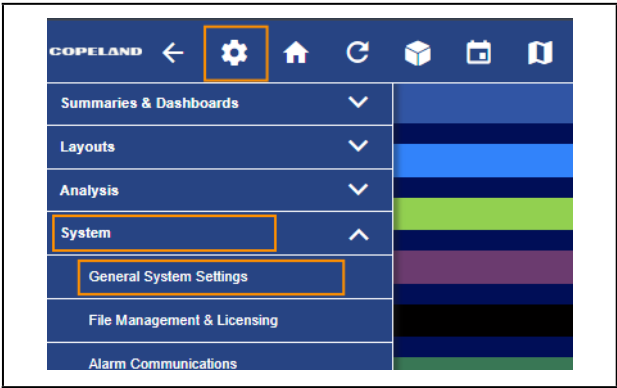 COPELAND
Summaries & Dashboards
Layouts
Analysis
System
General System Settings
File Management & Licensing
Alarm Communications